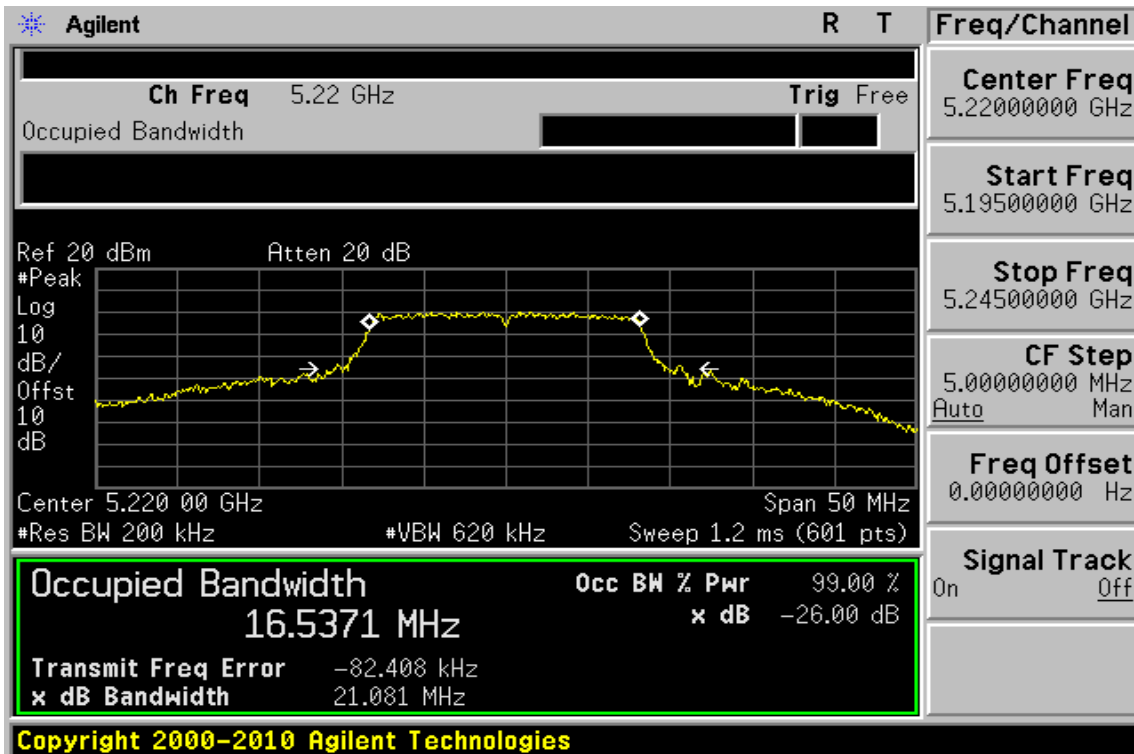 Agilent R T
Ch Freq 5.22 GHz Trig Free
Occupied Bandwidth
Ref 20 dBm Atten 20 dB
#Peak
Log
10
dB/
Offst
10
dB
Center 5.220 00 GHz Span 50 MHz
#Res BW 200 kHz #VBW 620 kHz Sweep 1.2 ms (601 pts)
Occupied Bandwidth Occ BW % Pwr 99.00 %
16.5371 MHz x dB -26.00 dB
Transmit Freq Error -82.408 kHz
x dB Bandwidth 21.081 MHz
Copyright 2000-2010 Agilent Technologies
Freq/Channel
Center Freq
5.22000000 GHz
Start Freq
5.19500000 GHz
Stop Freq
5.24500000 GHz
CF Step
5.00000000 MHz
Auto Man
Freq Offset
0.00000000 Hz
Signal Track
On Off